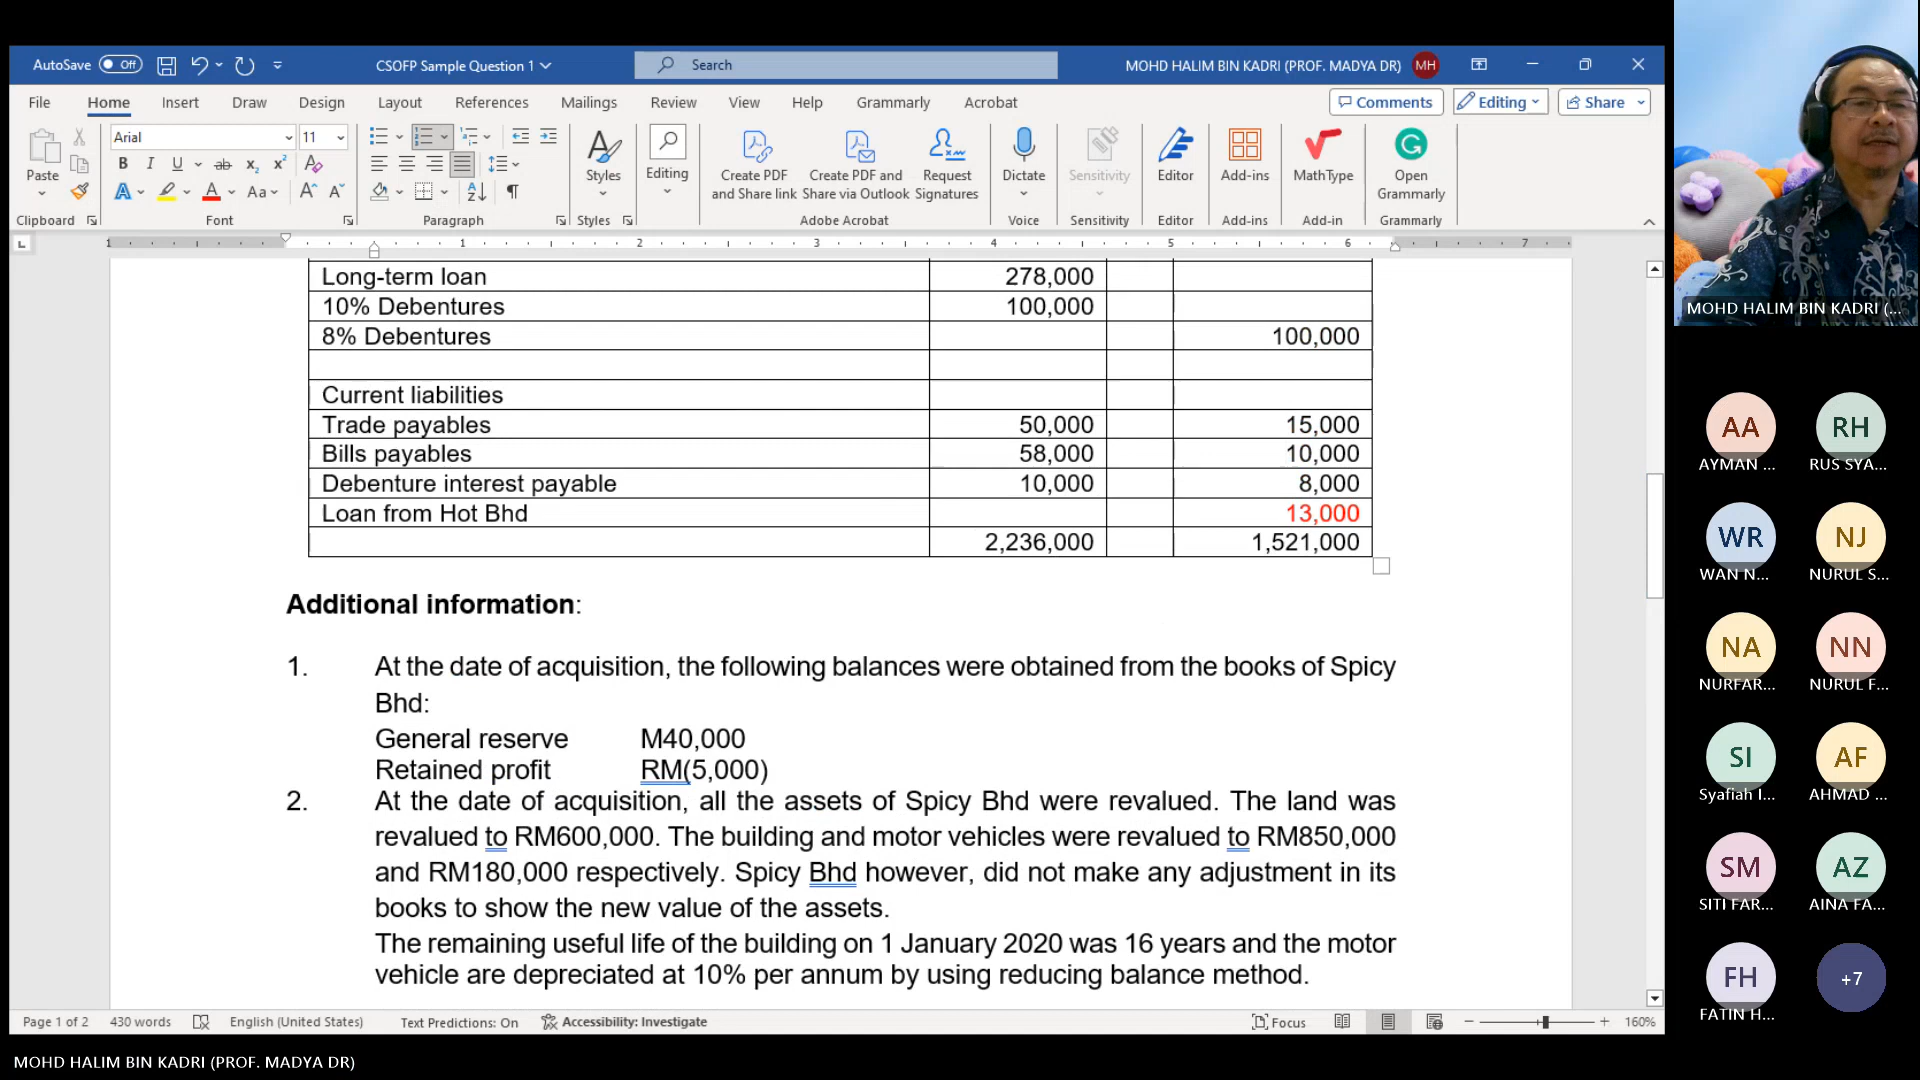 AutoSave Off CSOFP Sample Question 1 Search MOHD HALIM BIN KADRI (PROF. MADYA DR) MH
File Home Insert Draw Design Layout References Mailings Review View Help Grammarly Acrobat Comments Editing Share
Paste
Clipboard
Arial 11
B I U ab x₂ x² A
A A Aa A A
Font
Paragraph
Styles
Styles
Editing
Create PDF and Share link
Create PDF and Share via Outlook
Request Signatures
Adobe Acrobat
Dictate
Voice
Sensitivity
Sensitivity
Editor
Editor
Add-ins
Add-ins
MathType
Add-in
Open Grammarly
Grammarly
L 1 1 2 3 4 5 6 7
Long-term loan 278,000
10% Debentures 100,000
8% Debentures 100,000
Current liabilities
Trade payables 50,000 15,000
Bills payables 58,000 10,000
Debenture interest payable 10,000 8,000
Loan from Hot Bhd 13,000
2,236,000 1,521,000
Additional information:
1. At the date of acquisition, the following balances were obtained from the books of Spicy
Bhd:
General reserve M40,000
Retained profit RM(5,000)
2. At the date of acquisition, all the assets of Spicy Bhd were revalued. The land was
revalued to RM600,000. The building and motor vehicles were revalued to RM850,000
and RM180,000 respectively. Spicy Bhd however, did not make any adjustment in its
books to show the new value of the assets.
The remaining useful life of the building on 1 January 2020 was 16 years and the motor
vehicle are depreciated at 10% per annum by using reducing balance method.
Page 1 of 2 430 words English (United States) Text Predictions: On Accessibility: Investigate Focus 160%
MOHD HALIM BIN KADRI (PROF. MADYA DR)
MOHD HALIM BIN KADRI (...
AA RH
AYMAN ... RUS SYA...
WR NJ
WAN N... NURUL S...
NA NN
NURFAR... NURUL F...
SI AF
Syafiah I... AHMAD ...
SM AZ
SITI FAR... AINA FA...
FH +7
FATIN H...